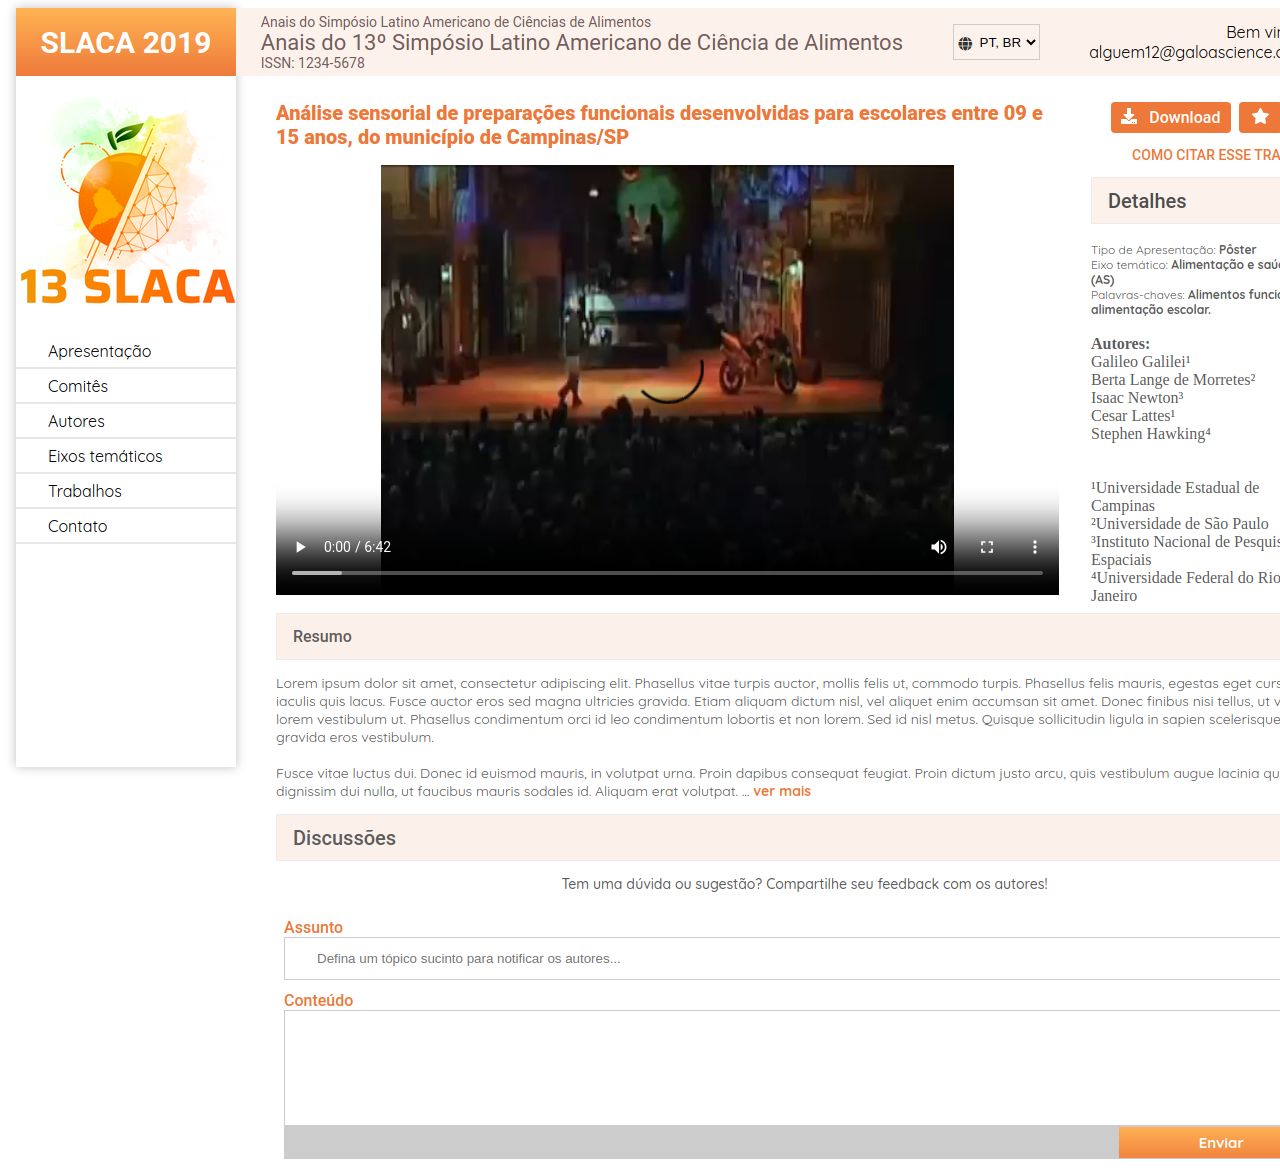 SLACA 2019
Anais do Simpósio Latino Americano de Ciências de Alimentos
Anais do 13º Simpósio Latino Americano de Ciência de Alimentos
ISSN: 1234-5678
PT, BR
Bem vin
alguem12@galoascience.c
13 SLACA
Apresentação
Comitês
Autores
Eixos temáticos
Trabalhos
Contato
Análise sensorial de preparações funcionais desenvolvidas para escolares entre 09 e
15 anos, do município de Campinas/SP
0:00 / 6:42
Download
COMO CITAR ESSE TRA
Detalhes
Tipo de Apresentação: Pôster
Eixo temático: Alimentação e saú
(AS)
Palavras-chaves: Alimentos funci
alimentação escolar.
Autores:
Galileo Galilei¹
Berta Lange de Morretes²
Isaac Newton³
Cesar Lattes¹
Stephen Hawking⁴
¹Universidade Estadual de
Campinas
²Universidade de São Paulo
³Instituto Nacional de Pesquis
Espaciais
⁴Universidade Federal do Rio
Janeiro
Resumo
Lorem ipsum dolor sit amet, consectetur adipiscing elit. Phasellus vitae turpis auctor, mollis felis ut, commodo turpis. Phasellus felis mauris, egestas eget curs
iaculis quis lacus. Fusce auctor eros sed magna ultricies gravida. Etiam aliquam dictum nisl, vel aliquet enim accumsan sit amet. Donec finibus nisi tellus, ut v
lorem vestibulum ut. Phasellus condimentum orci id leo condimentum lobortis et non lorem. Sed id nisl metus. Quisque sollicitudin ligula in sapien scelerisque
gravida eros vestibulum.
Fusce vitae luctus dui. Donec id euismod mauris, in volutpat urna. Proin dapibus consequat feugiat. Proin dictum justo arcu, quis vestibulum augue lacinia qu
dignissim dui nulla, ut faucibus mauris sodales id. Aliquam erat volutpat. ... ver mais
Discussões
Tem uma dúvida ou sugestão? Compartilhe seu feedback com os autores!
Assunto
Defina um tópico sucinto para notificar os autores...
Conteúdo
Enviar